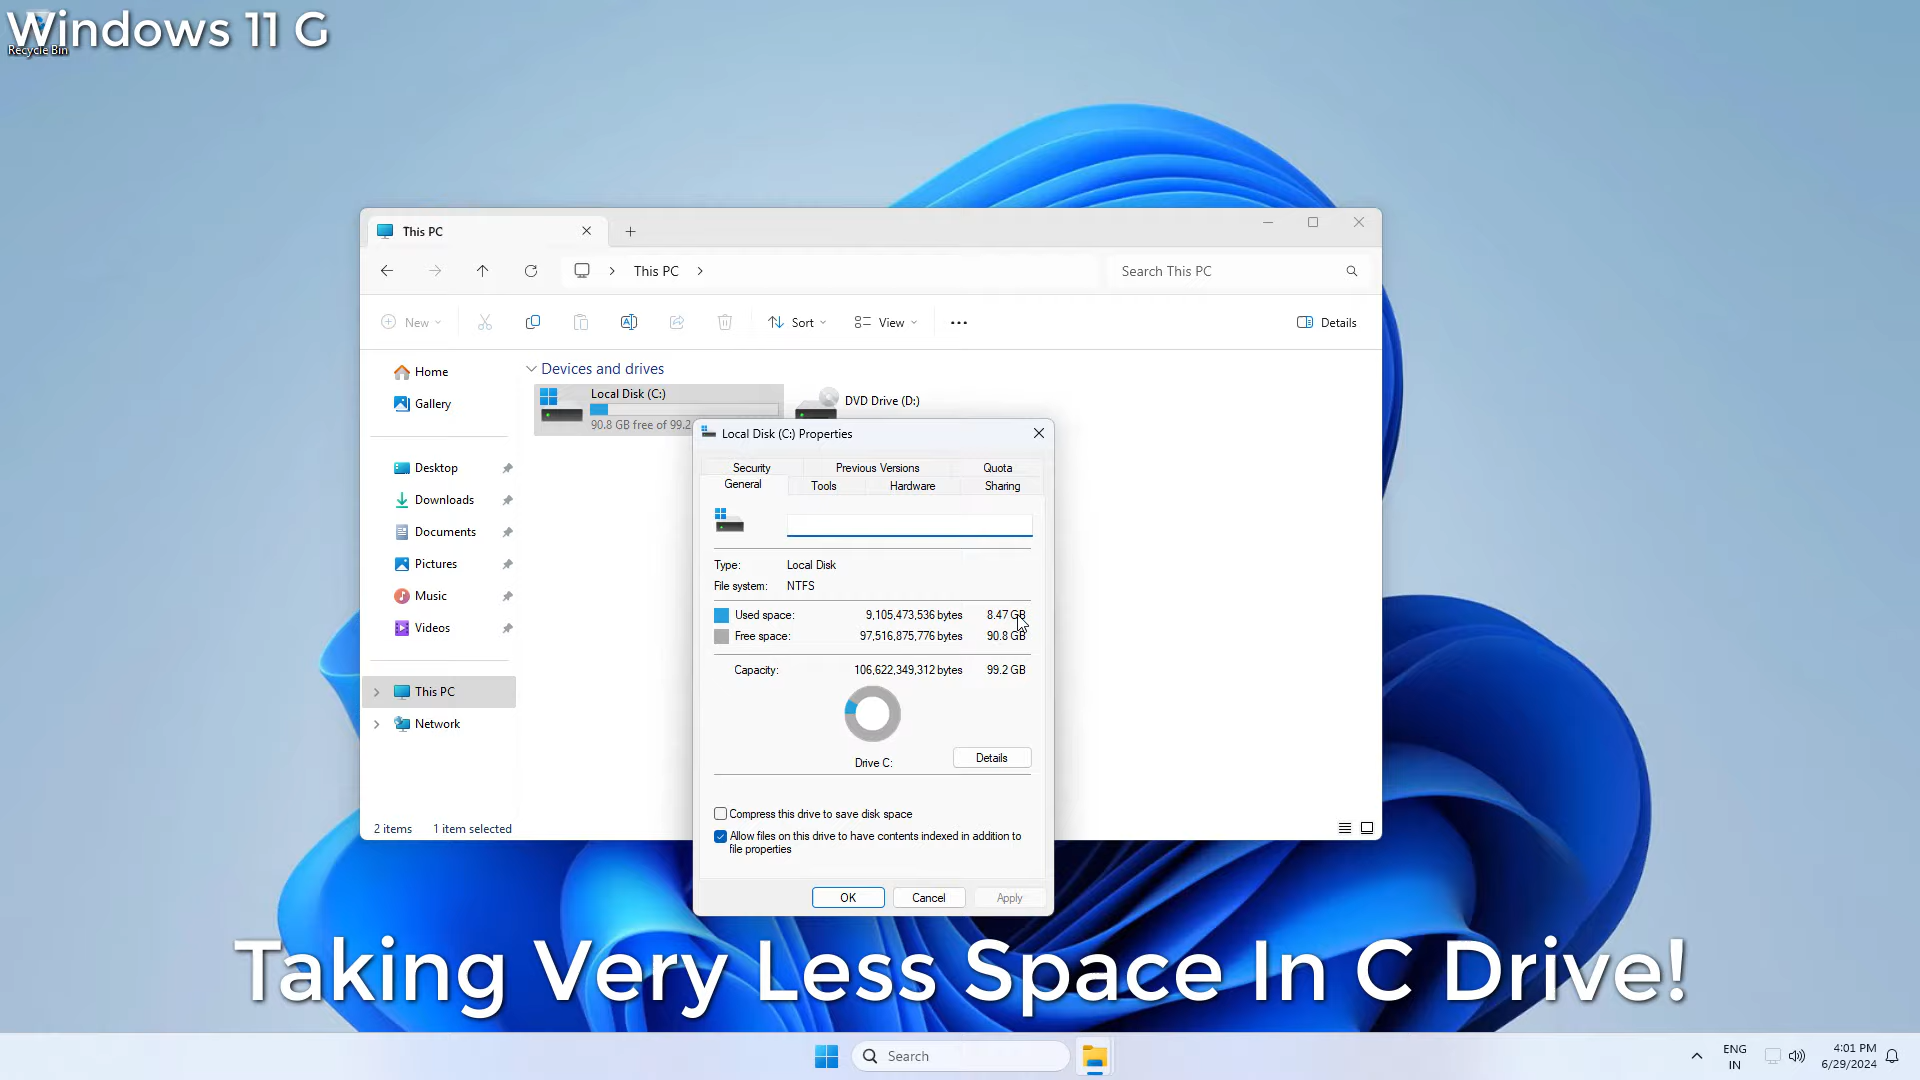 Windows 11 G
Recycle Bin
This PC
This PC
Search This PC
New
Sort
View
Details
Home
Gallery
Desktop
Downloads
Documents
Pictures
Music
Videos
This PC
Network
Devices and drives
Local Disk (C:)
90.8 GB free of 99.2
DVD Drive (D:)
Local Disk (C:) Properties
Security
Previous Versions
Quota
General
Tools
Hardware
Sharing
Type: Local Disk
File system: NTFS
Used space: 9,105,473,536 bytes 8.47 GB
Free space: 97,516,875,776 bytes 90.8 GB
Capacity: 106,622,349,312 bytes 99.2 GB
Drive C:
Details
Compress this drive to save disk space
Allow files on this drive to have contents indexed in addition to
file properties
OK
Cancel
Apply
2 items 1 item selected
Taking Very Less Space In C Drive!
Search
ENG
IN
4:01 PM
6/29/2024